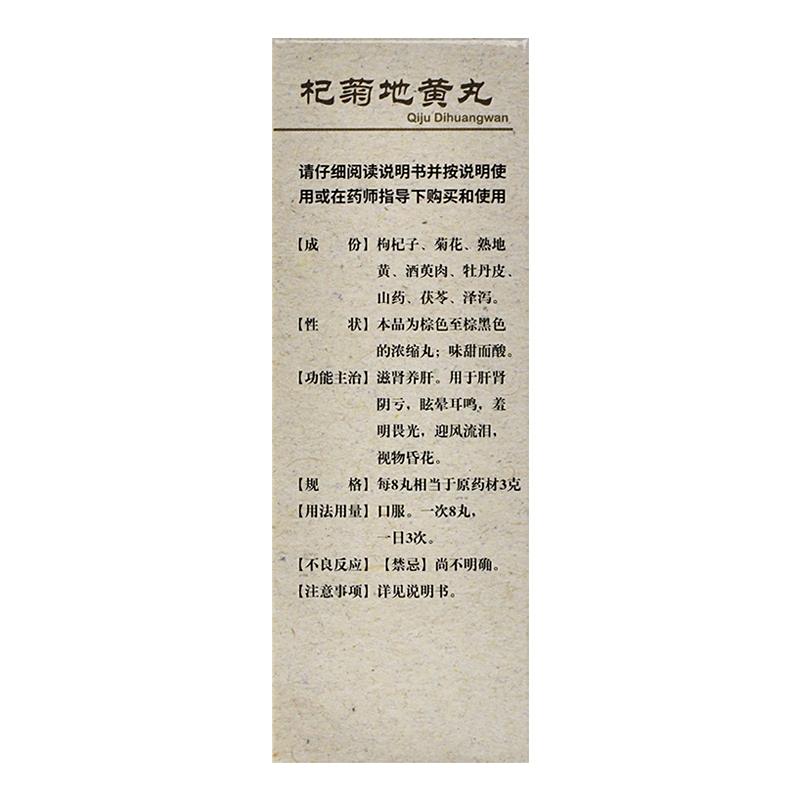 杞菊地黄丸
Qiju Dihuangwan
请仔细阅读说明书并按说明使
用或在药师指导下购买和使用
【成　　份】枸杞子、菊花、熟地
黄、酒萸肉、牡丹皮、
山药、茯苓、泽泻。
【性　　状】本品为棕色至棕黑色
的浓缩丸；味甜而酸。
【功能主治】滋肾养肝。用于肝肾
阴亏，眩晕耳鸣，羞
明畏光，迎风流泪，
视物昏花。
【规　　格】每8丸相当于原药材3克
【用法用量】口服。一次8丸，
一日3次。
【不良反应】【禁忌】尚不明确。
【注意事项】详见说明书。